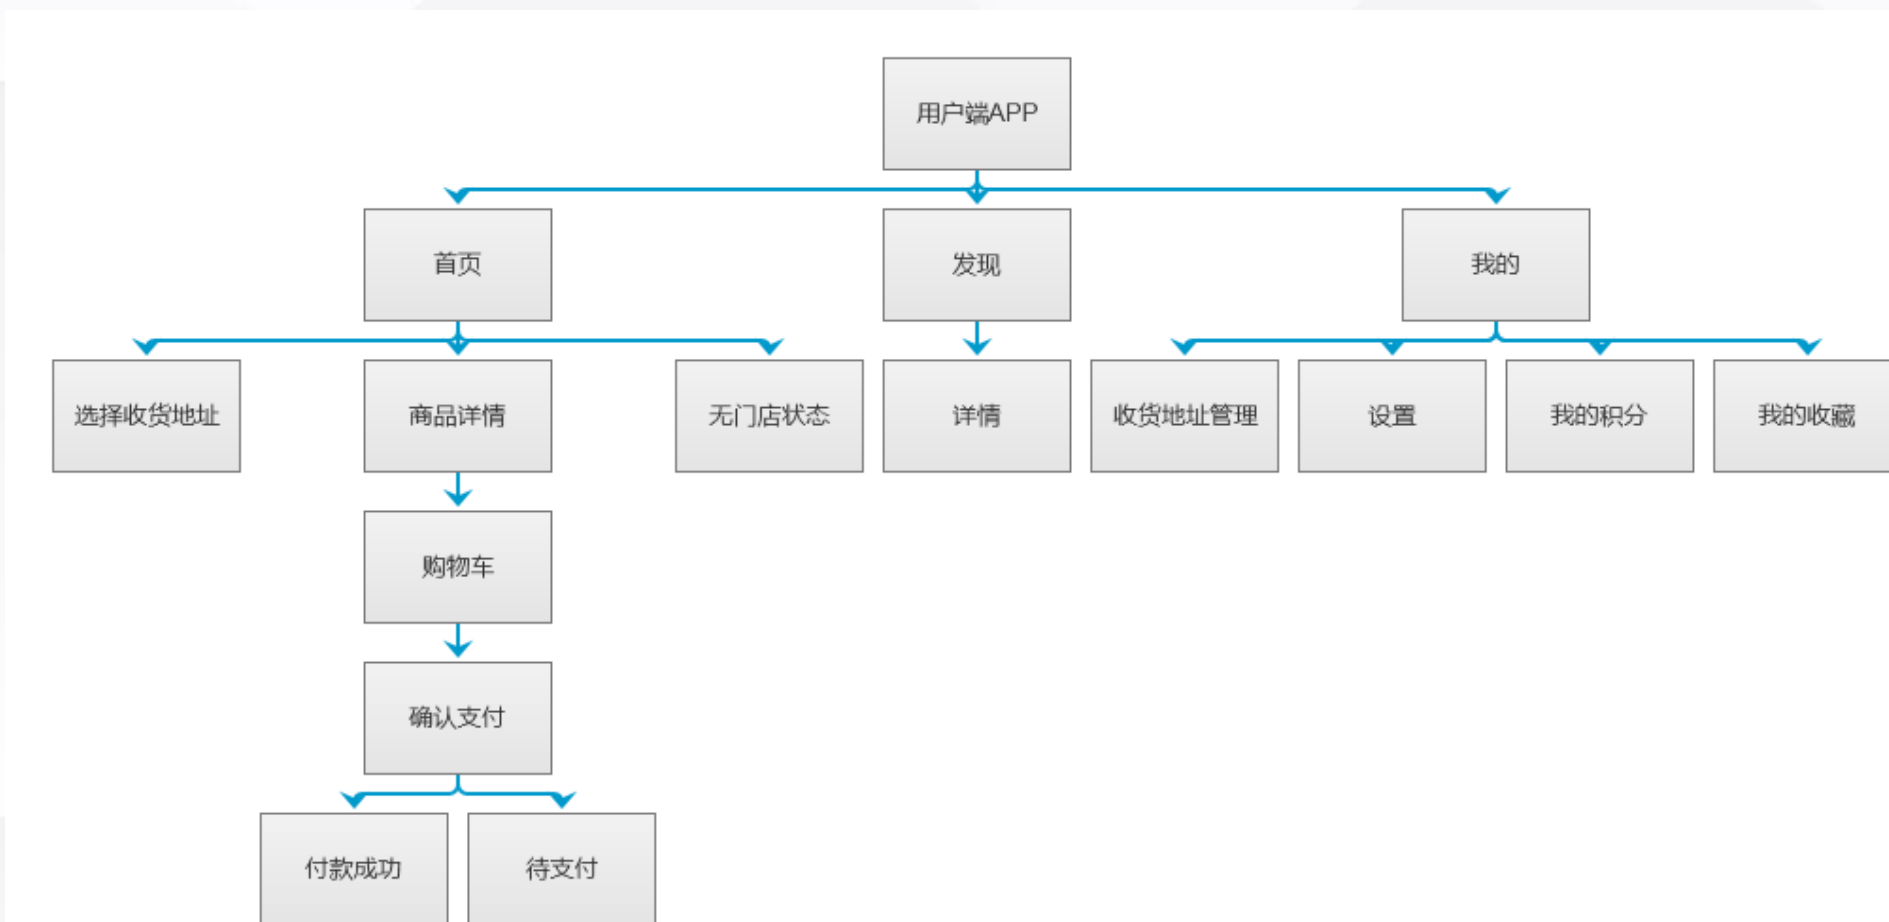 用户端APP
首页
发现
我的
选择收货地址
商品详情
无门店状态
详情
收货地址管理
设置
我的积分
我的收藏
购物车
确认支付
付款成功
待支付